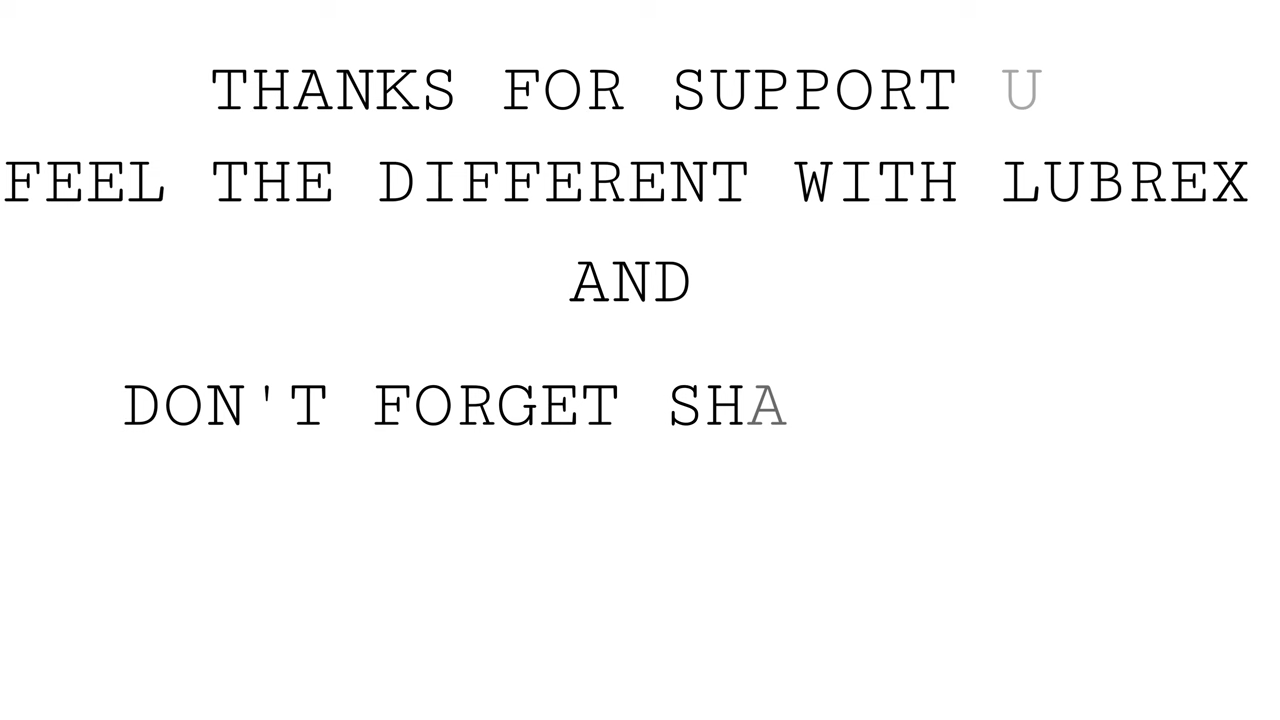 THANKS FOR SUPPORT U
FEEL THE DIFFERENT WITH LUBREX
AND
DON'T FORGET SHA